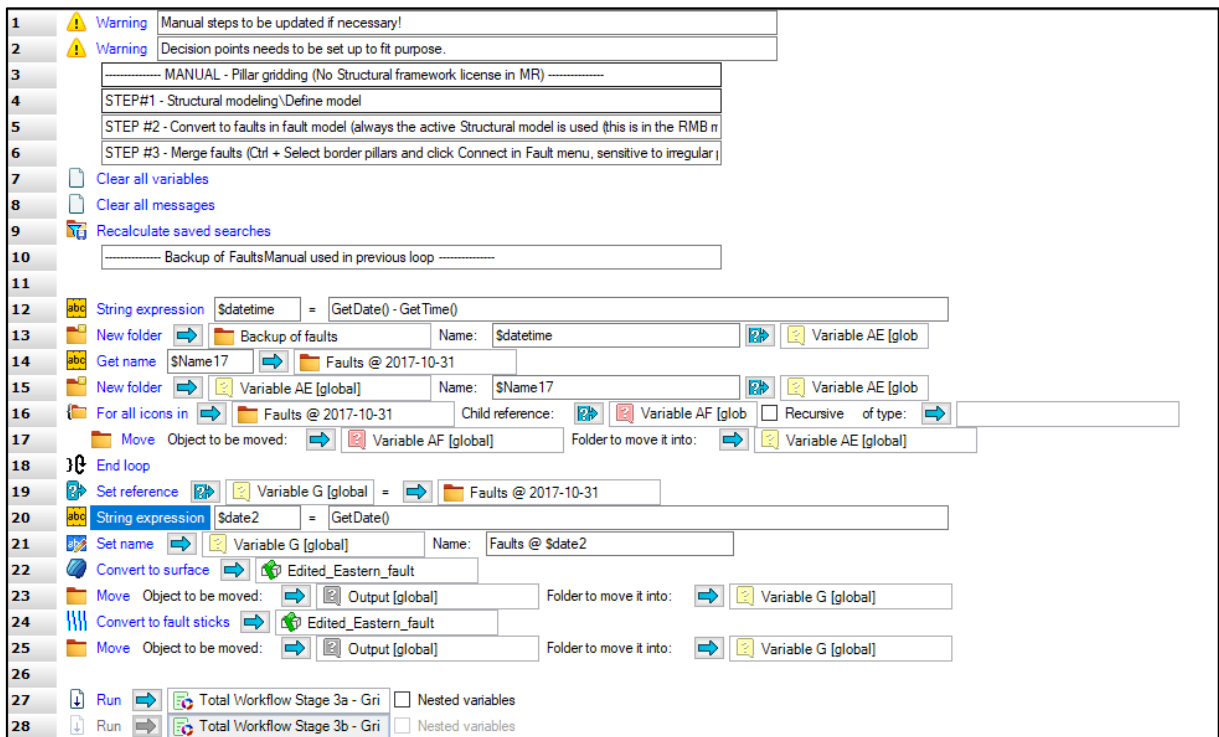 1 Warning Manual steps to be updated if necessary!
2 Warning Decision points needs to be set up to fit purpose.
3 --------------- MANUAL - Pillar gridding (No Structural framework license in MR) ---------------
4 STEP#1 - Structural modeling\Define model
5 STEP #2 - Convert to faults in fault model (always the active Structural model is used (this is in the RMB
6 STEP #3 - Merge faults (Ctrl + Select border pillars and click Connect in Fault menu, sensitive to irregular
7 Clear all variables
8 Clear all messages
9 Recalculate saved searches
10 --------------- Backup of FaultsManual used in previous loop ---------------
11
12 abc String expression $datetime = GetDate() - GetTime()
13 New folder Backup of faults Name: $datetime ? ? Variable AE [glob
14 abc Get name $Name17 Faults @ 2017-10-31
15 New folder ? Variable AE [global] Name: $Name17 ? ? Variable AE [glob
16 For all icons in Faults @ 2017-10-31 Child reference: ? ? Variable AF [glob Recursive of type:
17 Move Object to be moved: ? Variable AF [global] Folder to move it into: ? Variable AE [global]
18 End loop
19 ? Set reference ? ? Variable G [global = Faults @ 2017-10-31
20 abc String expression $date2 = GetDate()
21 Set name ? Variable G [global] Name: Faults @ $date2
22 Convert to surface Edited_Eastern_fault
23 Move Object to be moved: ? Output [global] Folder to move it into: ? Variable G [global]
24 Convert to fault sticks Edited_Eastern_fault
25 Move Object to be moved: ? Output [global] Folder to move it into: ? Variable G [global]
26
27 Run Total Workflow Stage 3a - Gri Nested variables
28 Run Total Workflow Stage 3b - Gri Nested variables